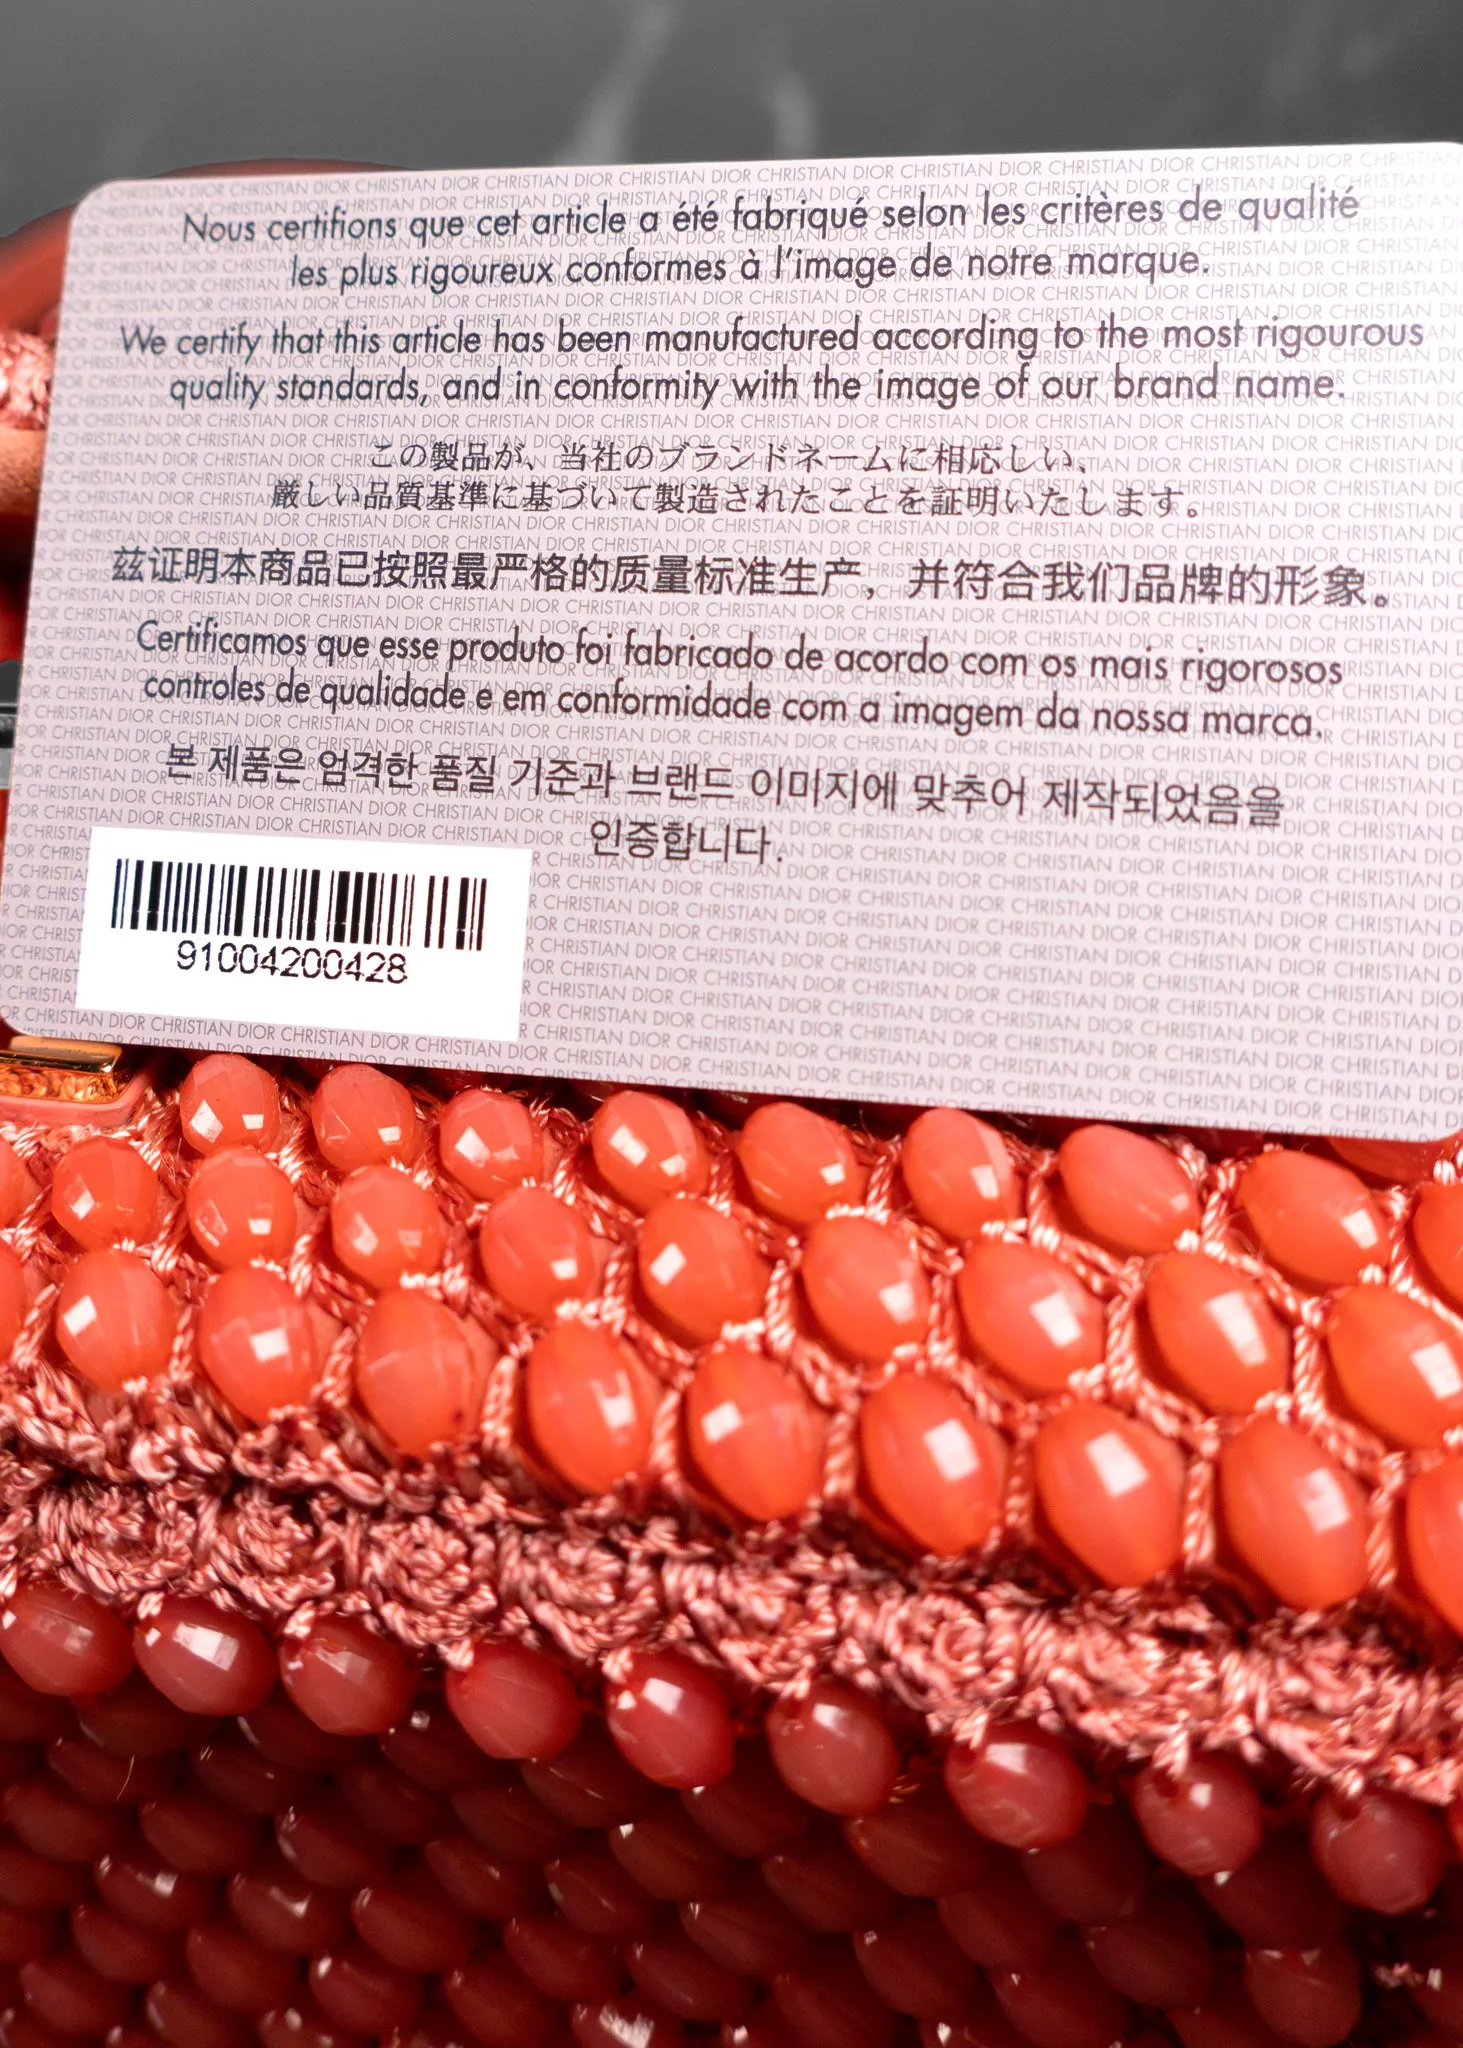 Nous certifions que cet article a été fabriqué selon les critères de qualité
les plus rigoureux conformes à l'image de notre marque.
We certify that this article has been manufactured according to the most rigourous
quality standards, and in conformity with the image of our brand name.
この製品が、当社のブランドネームに相応しい、
厳しい品質基準に基づいて製造されたことを証明いたします。
兹证明本商品已按照最严格的质量标准生产，并符合我们品牌的形象。
Certificamos que esse produto foi fabricado de acordo com os mais rigorosos
controles de qualidade e em conformidade com a imagem da nossa marca.
본 제품은 엄격한 품질 기준과 브랜드 이미지에 맞추어 제작되었음을
인증합니다.
91004200428
CHRISTIAN DIOR